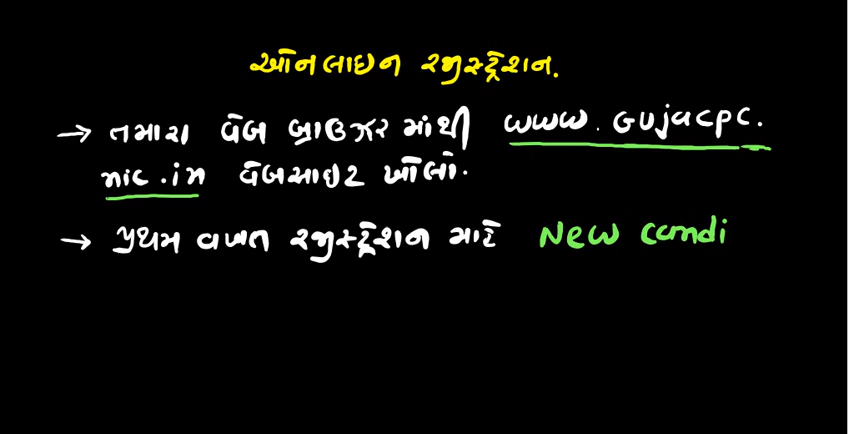 ઓનલાઇન રજીસ્ટ્રેશન.
→ તમારા વેબ બ્રાઉઝર માંથી www.Gujacpc.
nic.in વેબસાઇટ ખોલો.
→ પ્રથમ વખત રજીસ્ટ્રેશન માટે New candi